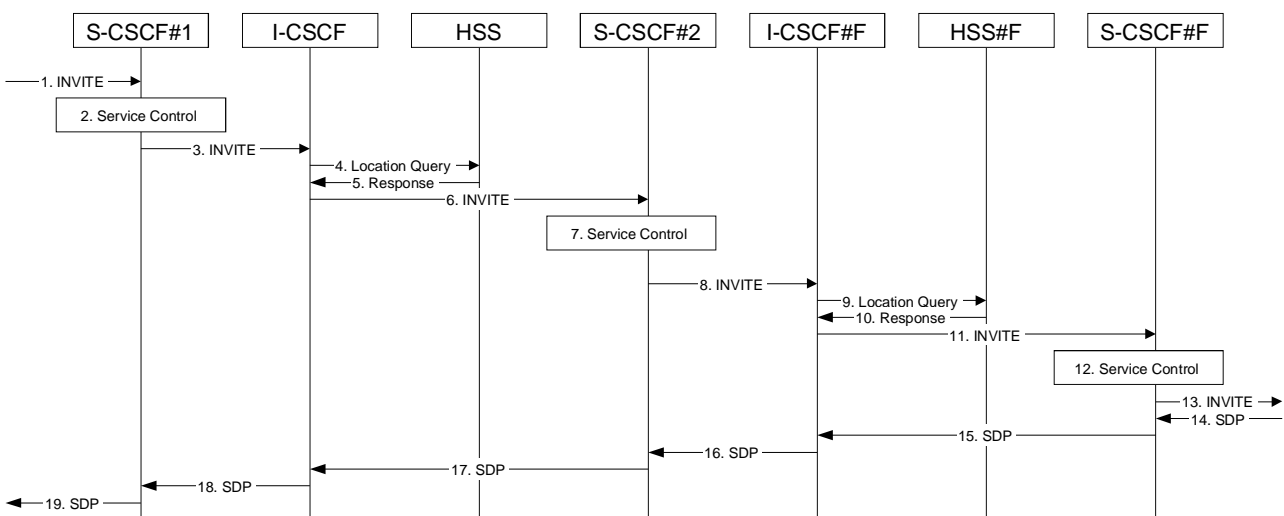 S-CSCF#1
I-CSCF
HSS
S-CSCF#2
I-CSCF#F
HSS#F
S-CSCF#F
1. INVITE
2. Service Control
3. INVITE
4. Location Query
5. Response
6. INVITE
7. Service Control
8. INVITE
9. Location Query
10. Response
11. INVITE
12. Service Control
13. INVITE
14. SDP
15. SDP
16. SDP
17. SDP
18. SDP
19. SDP